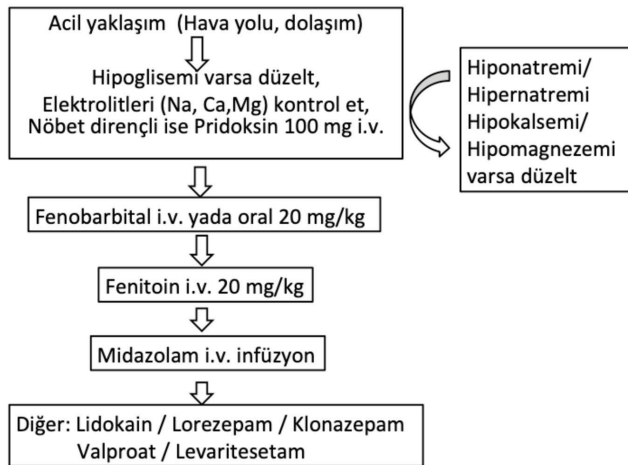 Acil yaklaşım (Hava yolu, dolaşım)
Hipoglisemi varsa düzelt,
Elektrolitleri (Na, Ca,Mg) kontrol et,
Nöbet dirençli ise Pridoksin 100 mg i.v.
Hiponatremi/
Hipernatremi
Hipokalsemi/
Hipomagnezemi
varsa düzelt
Fenobarbital i.v. yada oral 20 mg/kg
Fenitoin i.v. 20 mg/kg
Midazolam i.v. infüzyon
Diğer: Lidokain / Lorezepam / Klonazepam
Valproat / Levaritesetam